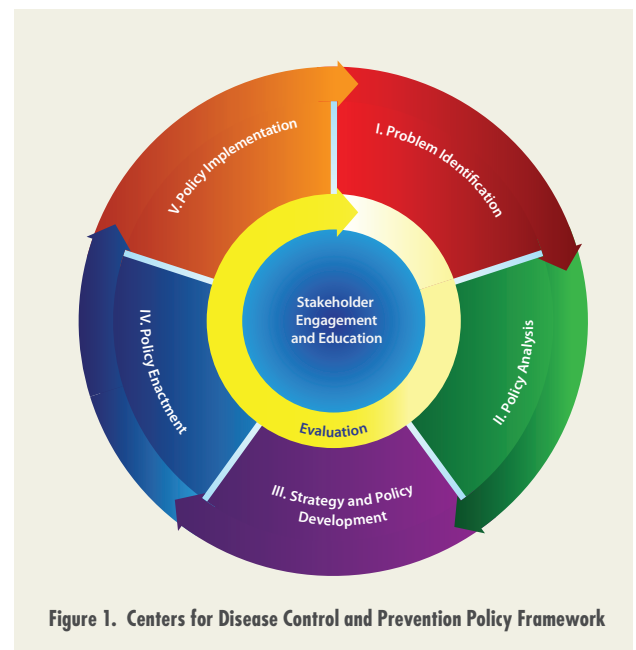 I. Problem Identification
II. Policy Analysis
III. Strategy and Policy
Development
IV. Policy Enactment
V. Policy Implementation
Stakeholder
Engagement
and Education
Evaluation
Figure 1. Centers for Disease Control and Prevention Policy Framework